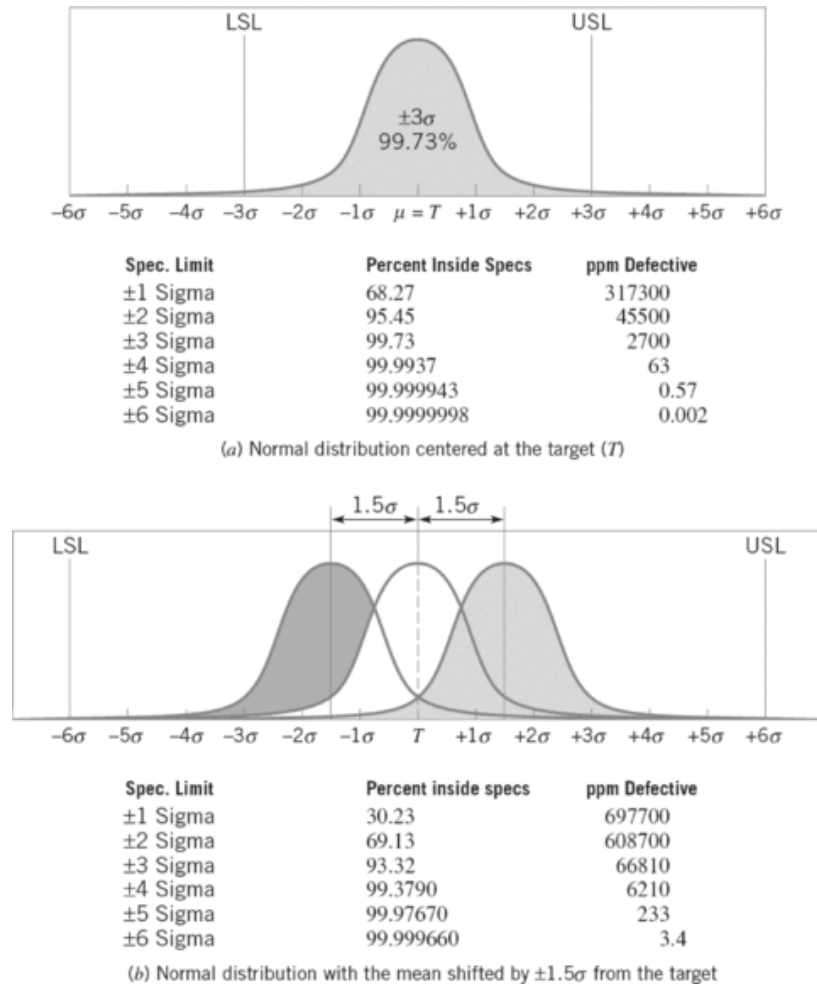 LSL USL
±3σ
99.73%
−6σ −5σ −4σ −3σ −2σ −1σ μ = T +1σ +2σ +3σ +4σ +5σ +6σ
Spec. Limit Percent Inside Specs ppm Defective
±1 Sigma 68.27 317300
±2 Sigma 95.45 45500
±3 Sigma 99.73 2700
±4 Sigma 99.9937 63
±5 Sigma 99.999943 0.57
±6 Sigma 99.9999998 0.002
(a) Normal distribution centered at the target (T)
1.5σ 1.5σ
LSL USL
−6σ −5σ −4σ −3σ −2σ −1σ T +1σ +2σ +3σ +4σ +5σ +6σ
Spec. Limit Percent inside specs ppm Defective
±1 Sigma 30.23 697700
±2 Sigma 69.13 608700
±3 Sigma 93.32 66810
±4 Sigma 99.3790 6210
±5 Sigma 99.97670 233
±6 Sigma 99.999660 3.4
(b) Normal distribution with the mean shifted by ±1.5σ from the target